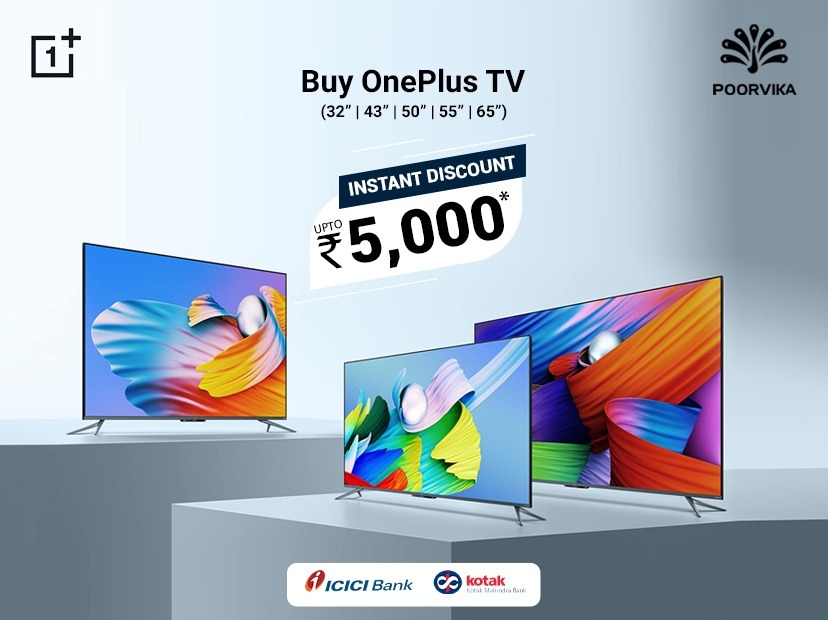 1+
POORVIKA
Buy OnePlus TV
(32” | 43” | 50” | 55” | 65”)
INSTANT DISCOUNT
UPTO
₹5,000*
ICICI Bank
kotak
Kotak Mahindra Bank